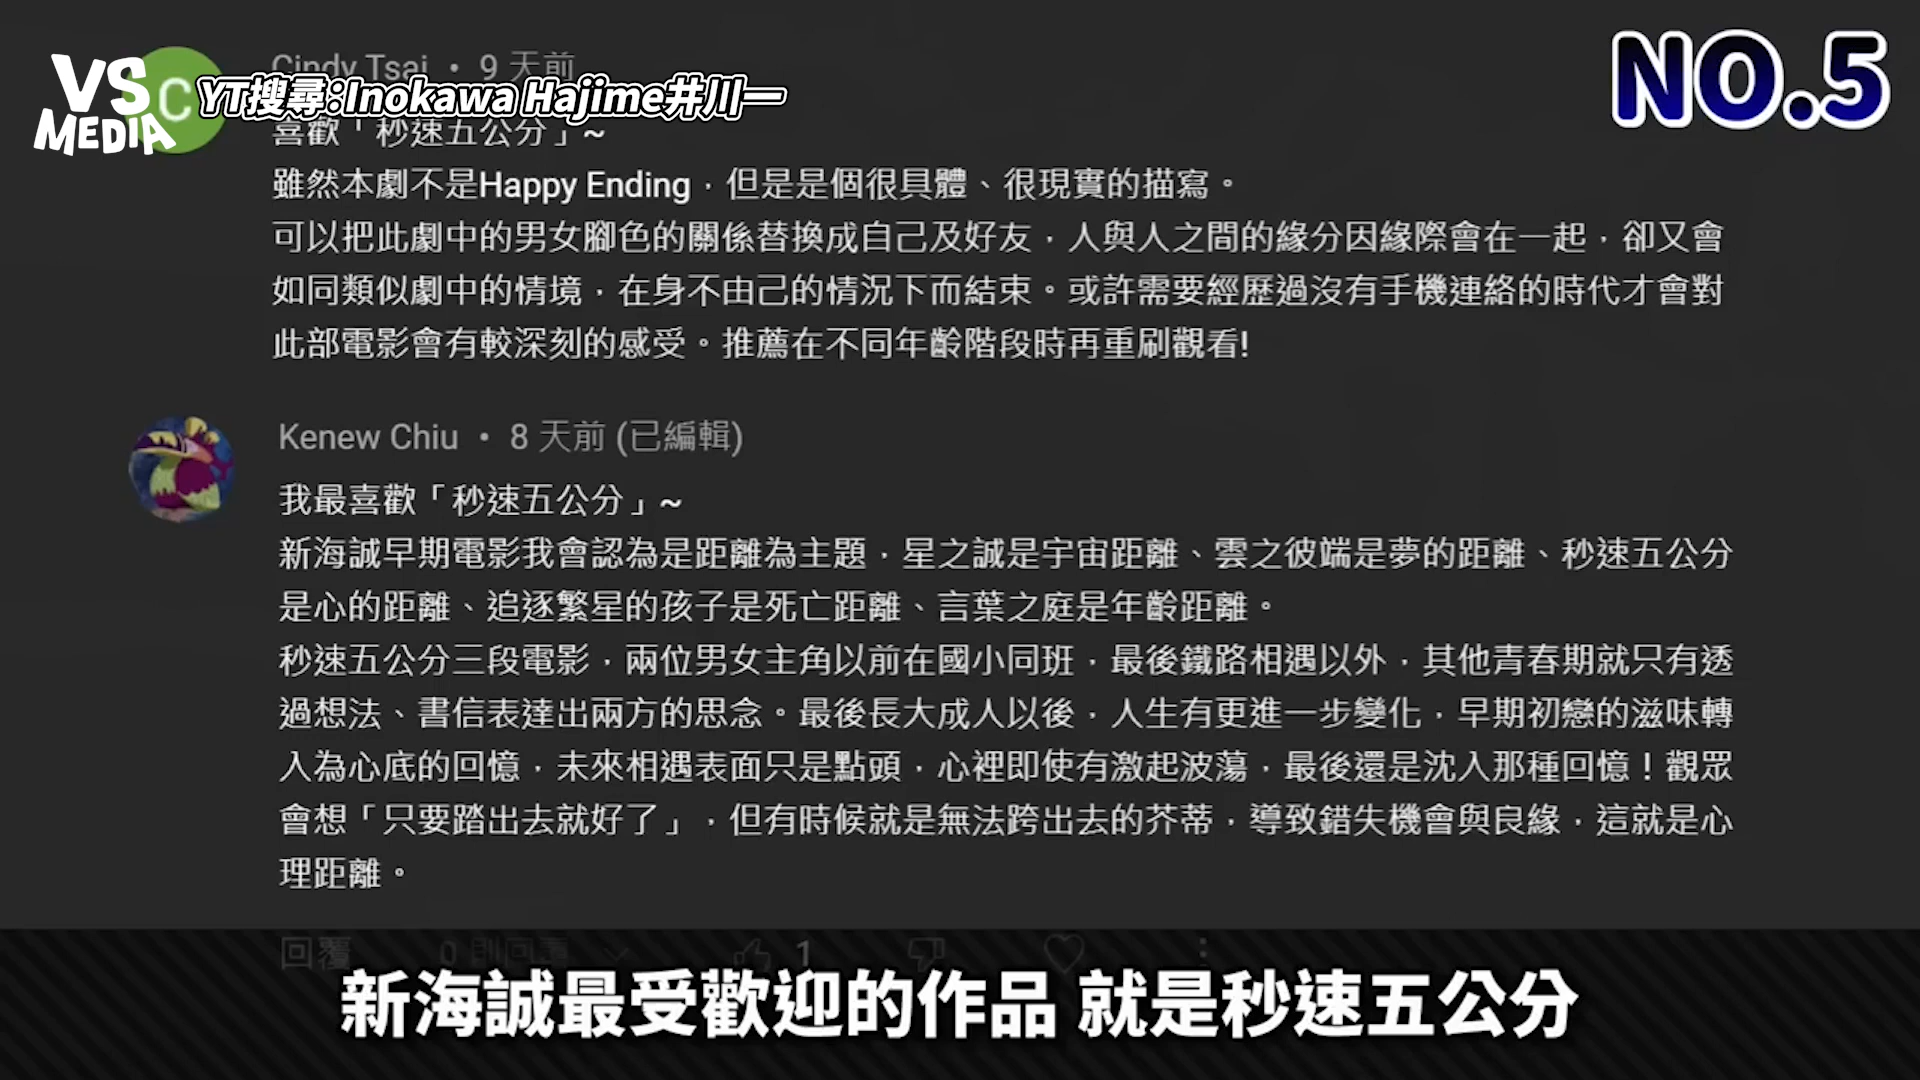 VS MEDIA
NO.5
Cindy Tsai • 9 天前
YT搜尋:Inokawa Hajime井川一
喜歡「秒速五公分」~
雖然本劇不是Happy Ending，但是是個很具體、很現實的描寫。
可以把此劇中的男女腳色的關係替換成自己及好友，人與人之間的緣分因緣際會在一起，卻又會
如同類似劇中的情境，在身不由己的情況下而結束。或許需要經歷過沒有手機連絡的時代才會對
此部電影會有較深刻的感受。推薦在不同年齡階段時再重刷觀看!
Kenew Chiu • 8 天前 (已編輯)
我最喜歡「秒速五公分」~
新海誠早期電影我會認為是距離為主題，星之誠是宇宙距離、雲之彼端是夢的距離、秒速五公分
是心的距離、追逐繁星的孩子是死亡距離、言葉之庭是年齡距離。
秒速五公分三段電影，兩位男女主角以前在國小同班，最後鐵路相遇以外，其他青春期就只有透
過想法、書信表達出兩方的思念。最後長大成人以後，人生有更進一步變化，早期初戀的滋味轉
入為心底的回憶，未來相遇表面只是點頭，心裡即使有激起波蕩，最後還是沈入那種回憶！觀眾
會想「只要踏出去就好了」，但有時候就是無法跨出去的芥蒂，導致錯失機會與良緣，這就是心
理距離。
回覆 0 則回覆 1
新海誠最受歡迎的作品 就是秒速五公分